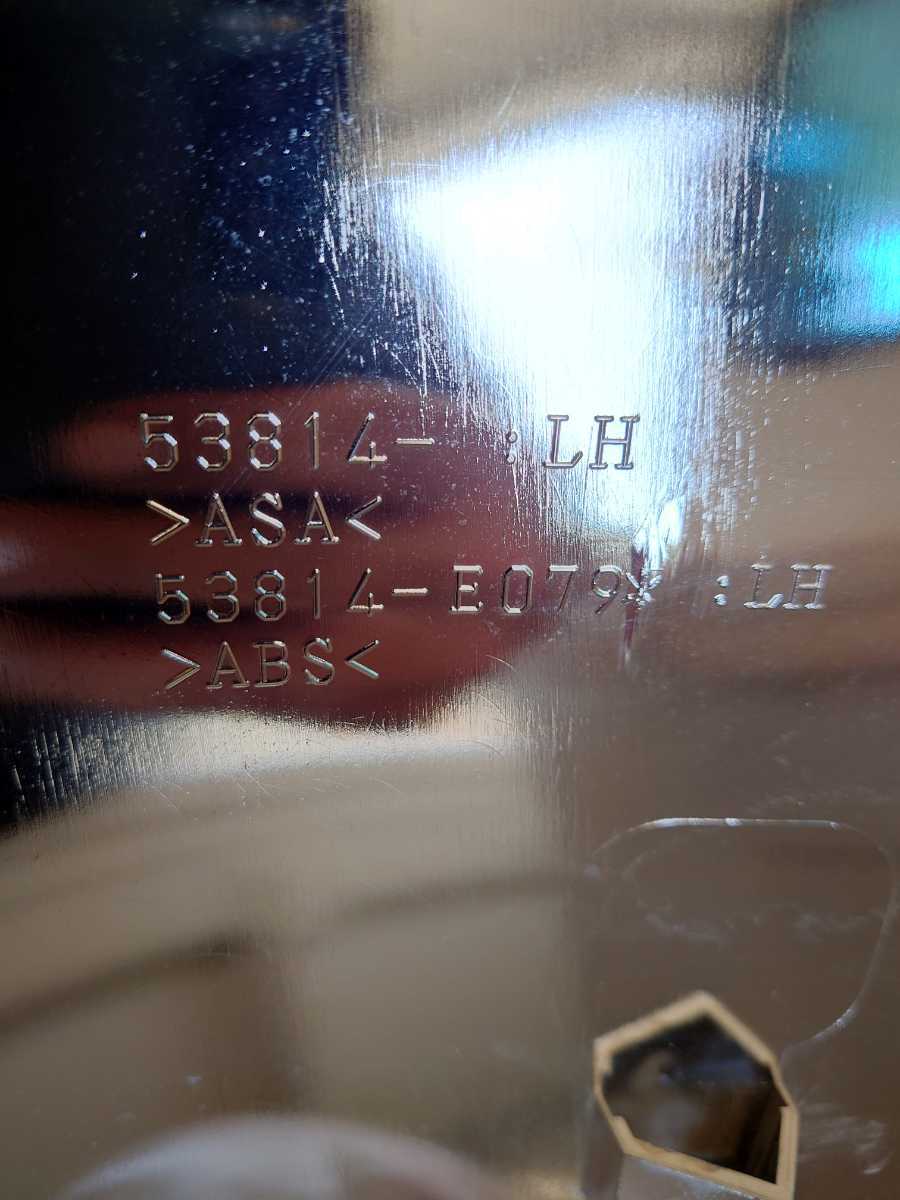 53814- :LH
>ASA<
53814-E079* :LH
>ABS<